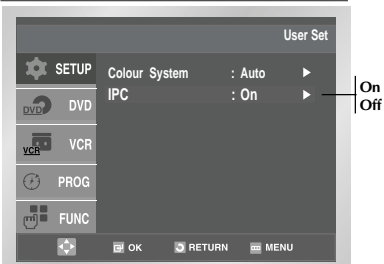 User Set
SETUP
Colour System : Auto ►
IPC : On ►
On
Off
DVD DVD
VCR VCR
PROG
FUNC
OK RETURN MENU